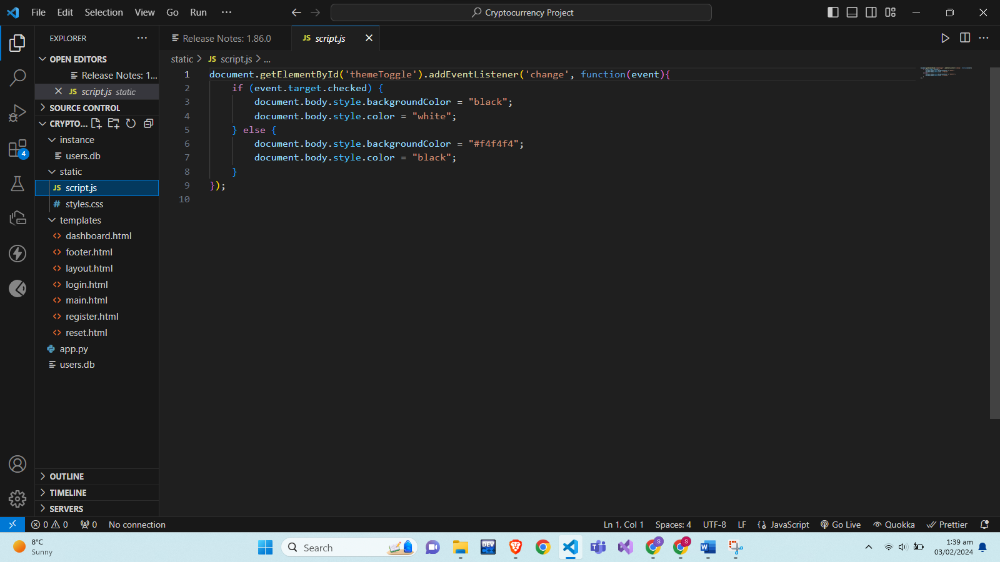 File Edit Selection View Go Run ...
Cryptocurrency Project
EXPLORER
Release Notes: 1.86.0
JS script.js
OPEN EDITORS
Release Notes: 1...
JS script.js static
SOURCE CONTROL
CRYPTO...
instance
users.db
static
JS script.js
# styles.css
templates
<> dashboard.html
<> footer.html
<> layout.html
<> login.html
<> main.html
<> register.html
<> reset.html
app.py
users.db
OUTLINE
TIMELINE
SERVERS
4
static > JS script.js > ...
1 document.getElementById('themeToggle').addEventListener('change', function(event){
2 if (event.target.checked) {
3 document.body.style.backgroundColor = "black";
4 document.body.style.color = "white";
5 } else {
6 document.body.style.backgroundColor = "#f4f4f4";
7 document.body.style.color = "black";
8 }
9 });
10
0 0 0 No connection
Ln 1, Col 1 Spaces: 4 UTF-8 LF {} JavaScript Go Live Quokka Prettier
8°C
Sunny
Search
DEV
S
S
1:39 am
03/02/2024